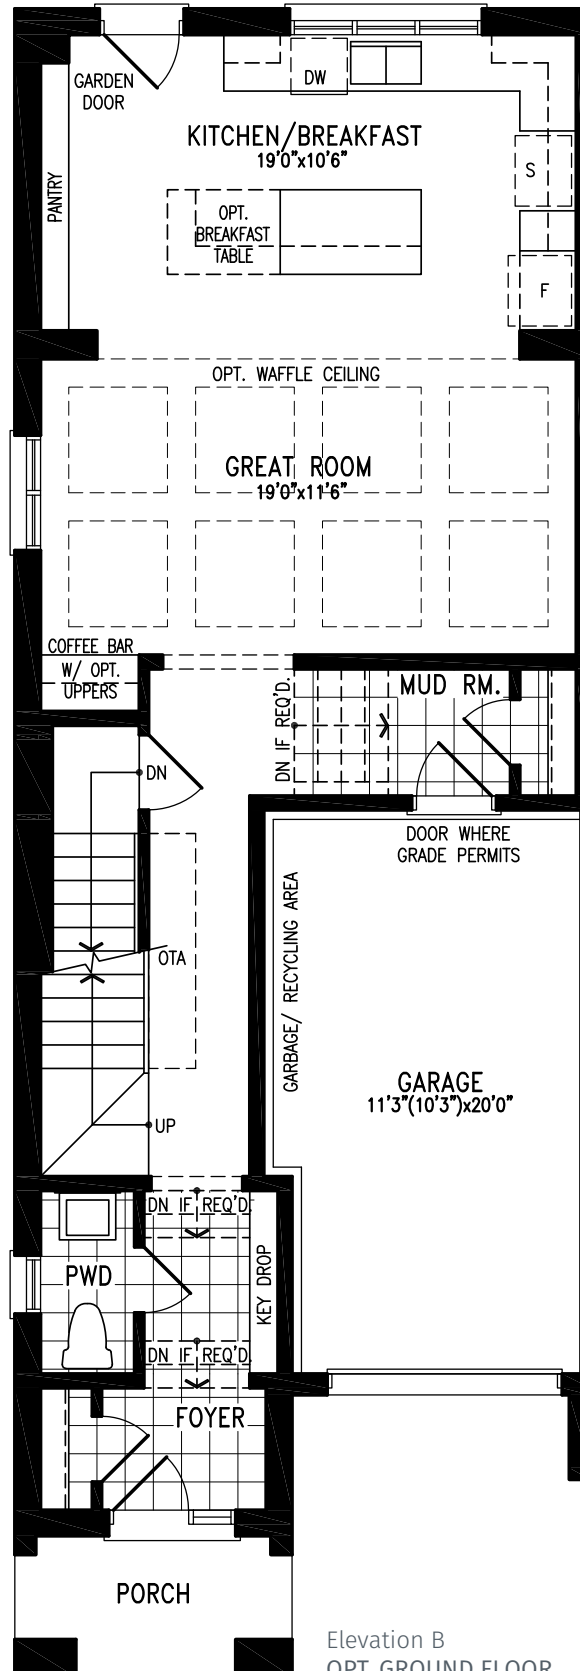 GARDEN
DOOR
DW
KITCHEN/BREAKFAST
19'0"x10'6"
S
PANTRY
OPT.
BREAKFAST
TABLE
F
OPT. WAFFLE CEILING
GREAT ROOM
19'0"x11'6"
COFFEE BAR
W/ OPT.
UPPERS
MUD RM.
DN IF REQ'D.
DN
DOOR WHERE
GRADE PERMITS
GARBAGE/ RECYCLING AREA
OTA
GARAGE
11'3"(10'3")x20'0"
UP
DN IF REQ'D.
KEY DROP
PWD
DN IF REQ'D.
FOYER
PORCH
Elevation B
OPT. GROUND FLOOR